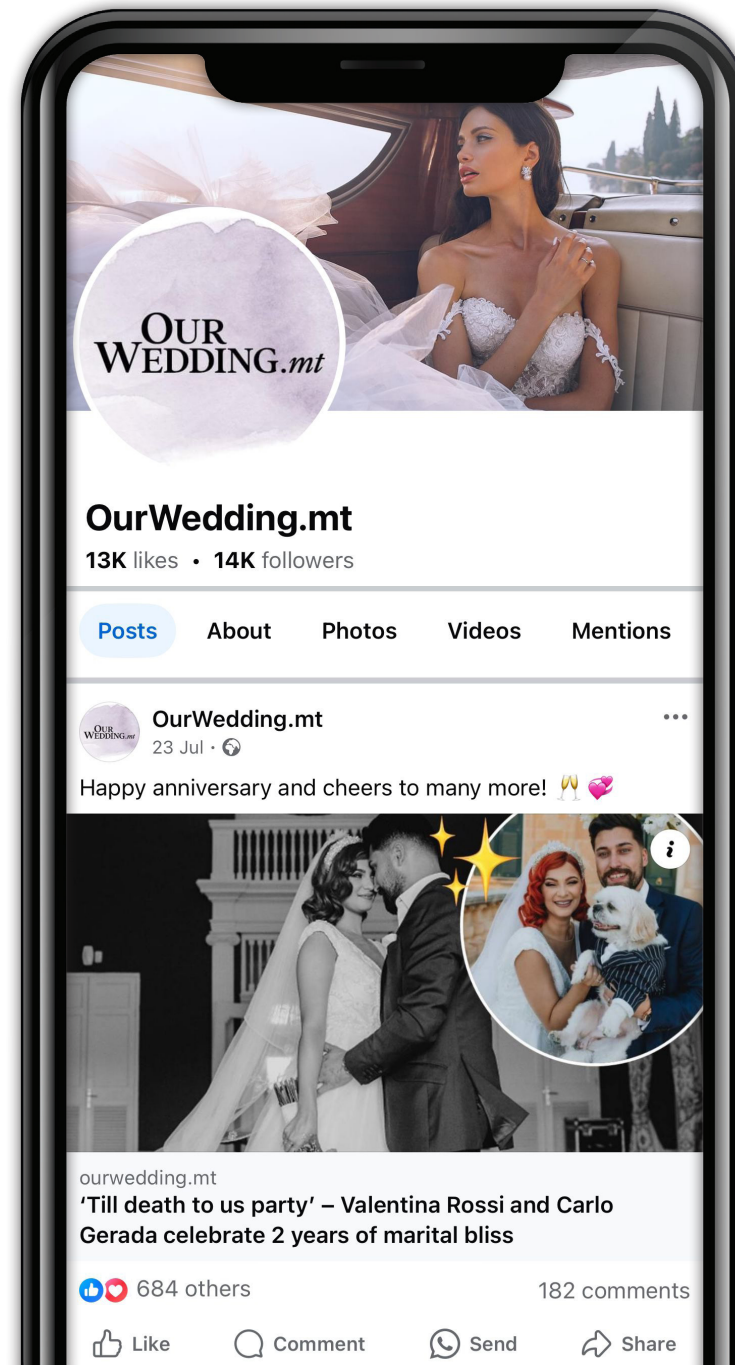 OUR
WEDDING.mt
OurWedding.mt
13K likes • 14K followers
Posts About Photos Videos Mentions
OurWedding.mt
23 Jul ·
Happy anniversary and cheers to many more! 🥂 💞
OUR
WEDDING.mt
i
ourwedding.mt
‘Till death to us party’ – Valentina Rossi and Carlo
Gerada celebrate 2 years of marital bliss
684 others 182 comments
Like Comment Send Share